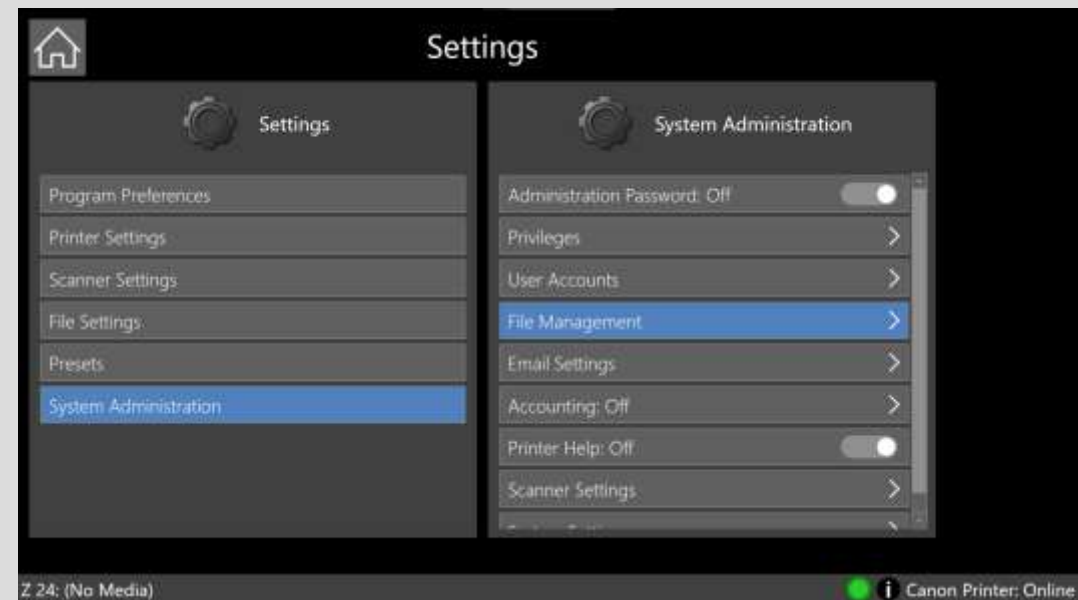 Settings
Settings
Program Preferences
Printer Settings
Scanner Settings
File Settings
Presets
System Administration
System Administration
Administration Password: Off
Privileges
User Accounts
File Management
Email Settings
Accounting: Off
Printer Help: Off
Scanner Settings
Z 24: (No Media)
Canon Printer: Online